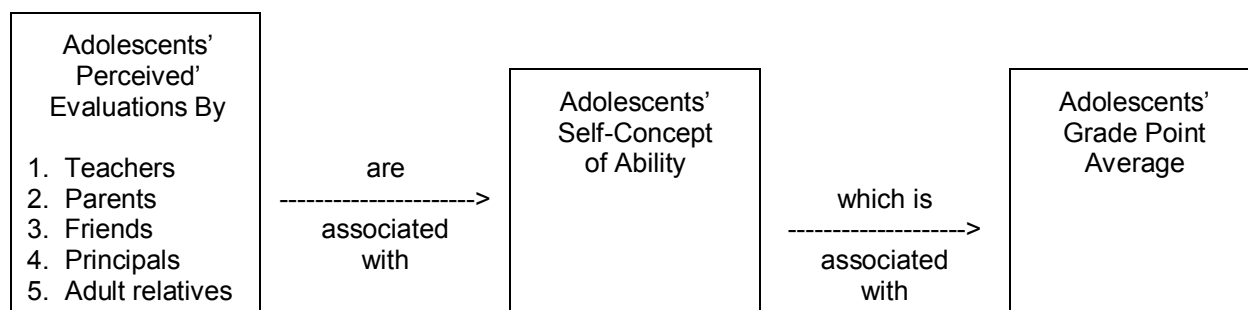 Adolescents’
Perceived’
Evaluations By
1. Teachers
2. Parents
3. Friends
4. Principals
5. Adult relatives
are
---------------------->
associated
with
Adolescents’
Self-Concept
of Ability
which is
-------------------->
associated
with
Adolescents’
Grade Point
Average